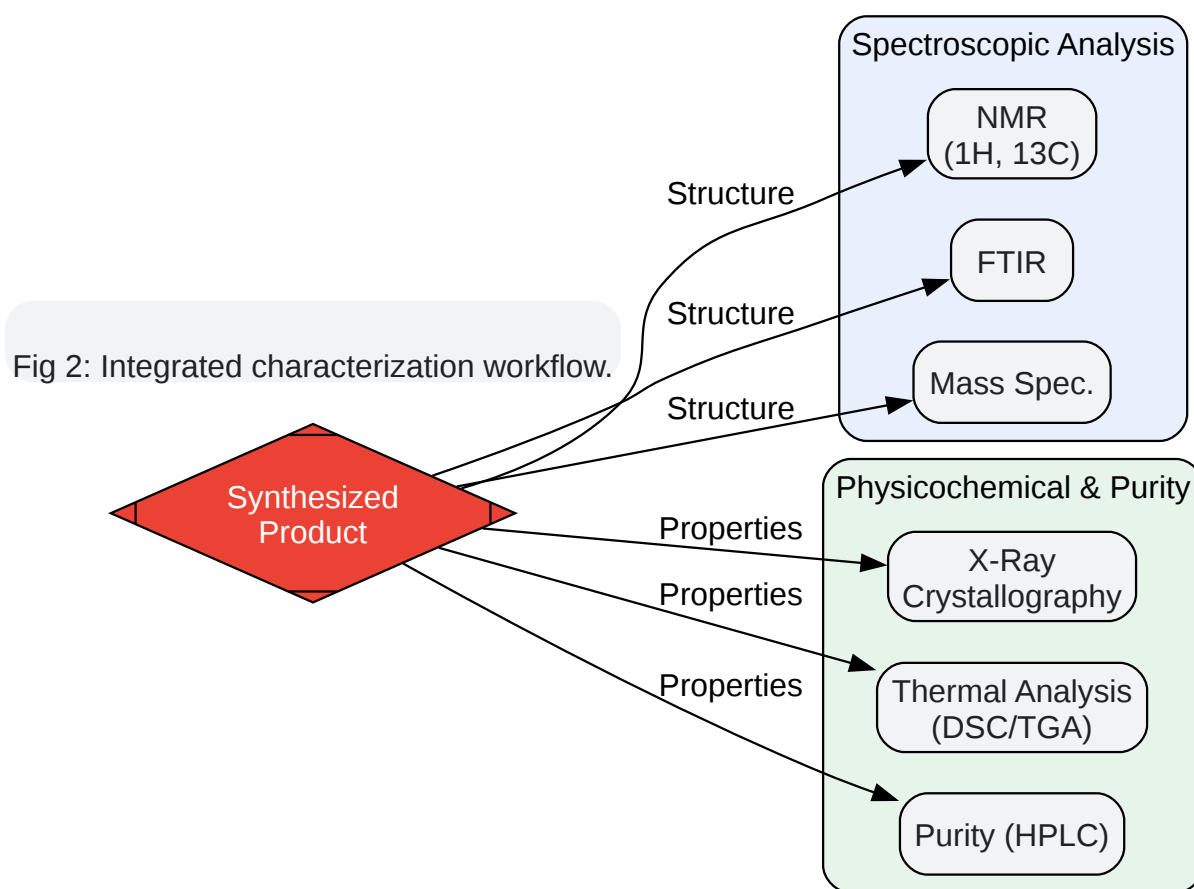 Spectroscopic Analysis
NMR
(1H, 13C)
Structure
FTIR
Structure
Fig 2: Integrated characterization workflow.
Mass Spec.
Structure
Physicochemical & Purity
Synthesized
Product
Properties
X-Ray
Crystallography
Properties
Thermal Analysis
(DSC/TGA)
Properties
Purity (HPLC)